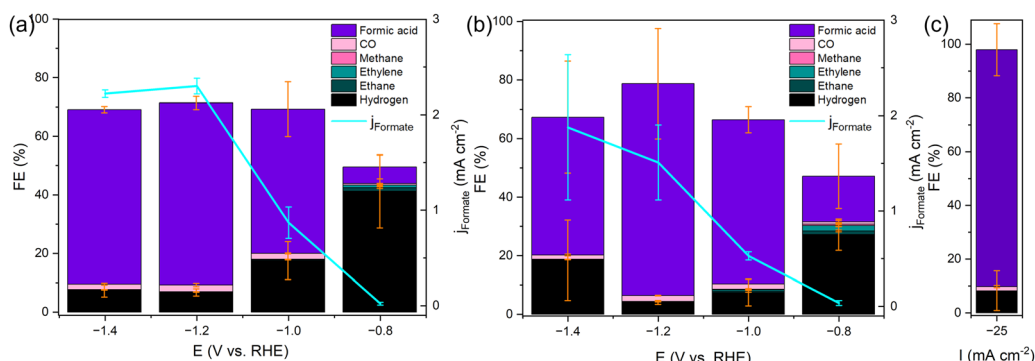 (a)
FE (%)
100
80
60
40
20
0
Formic acid
CO
Methane
Ethylene
Ethane
Hydrogen
jFormate
3
2
1
0
jFormate (mA cm⁻²)
−1.4
−1.2
−1.0
−0.8
E (V vs. RHE)
(b)
FE (%)
100
80
60
40
20
0
Formic acid
CO
Methane
Ethylene
Ethane
Hydrogen
jFormate
3
2
1
0
jFormate (mA cm⁻²)
−1.4
−1.2
−1.0
−0.8
E (V vs. RHE)
(c)
FE (%)
100
80
60
40
20
0
−25
I (mA cm⁻²)